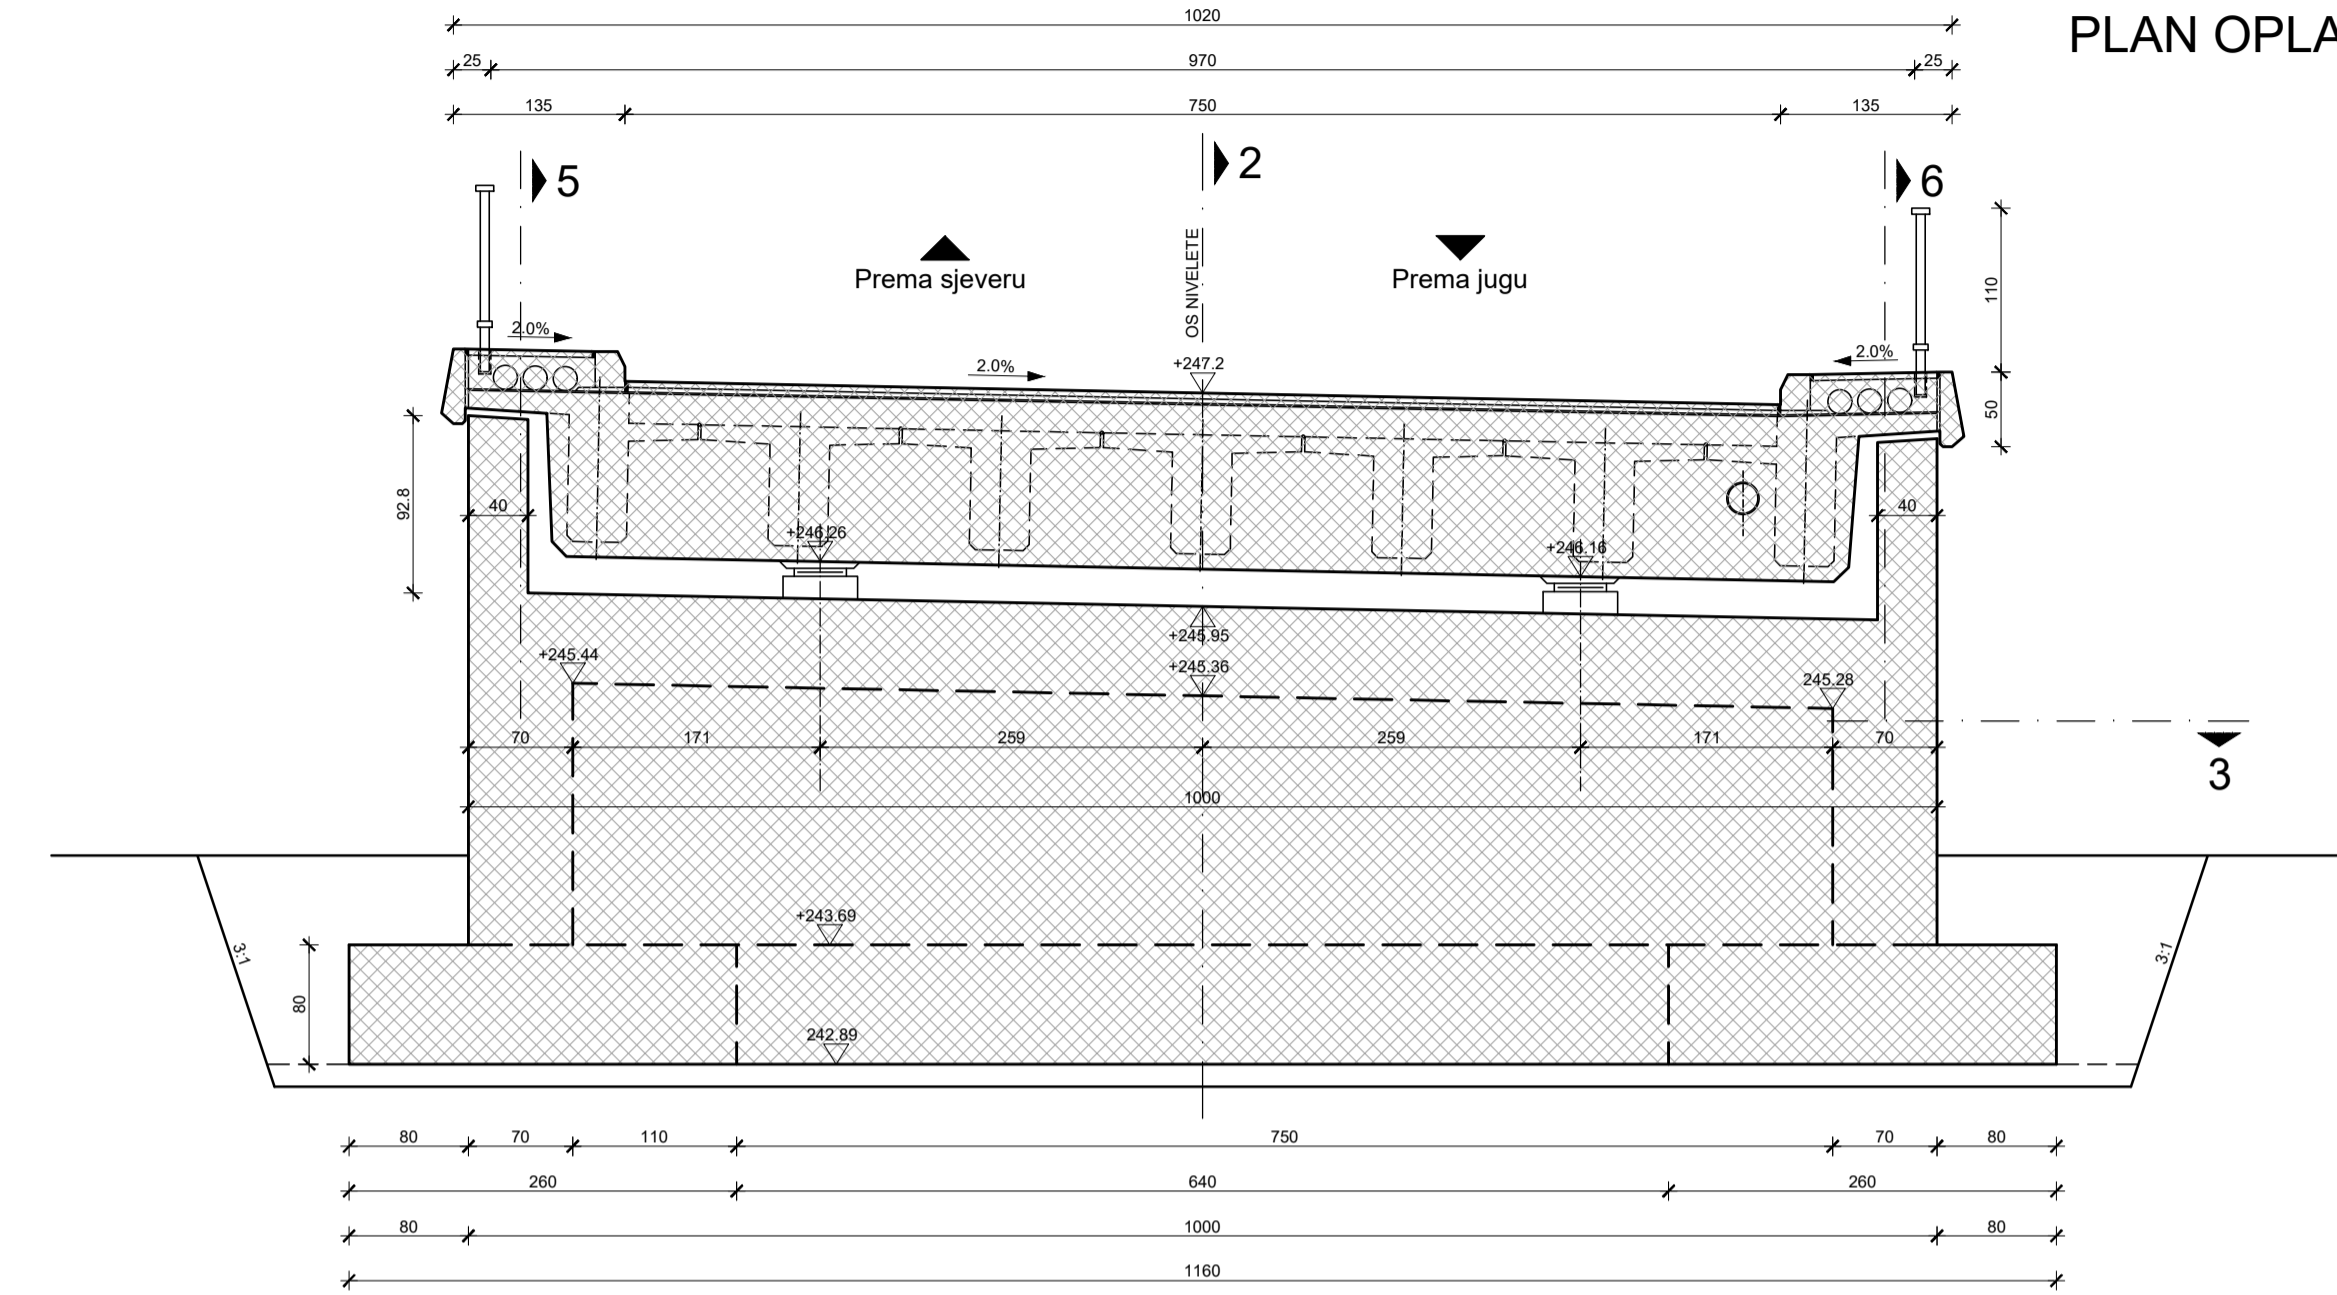 1020
PLAN OPLA
25 970 25
135 750 135
5 2 6
OS NIVELETE
110
Prema sjeveru Prema jugu
2.0% 2.0% 2.0%
+247.2
50
92.8
40 40
+246.26 +246.16
+245.95
+245.44 +245.36 245.28
70 171 259 259 171 70
3
1000
+243.69
3:1 3:1
80
242.89
80 70 110 750 70 80
260 640 260
80 1000 80
1160